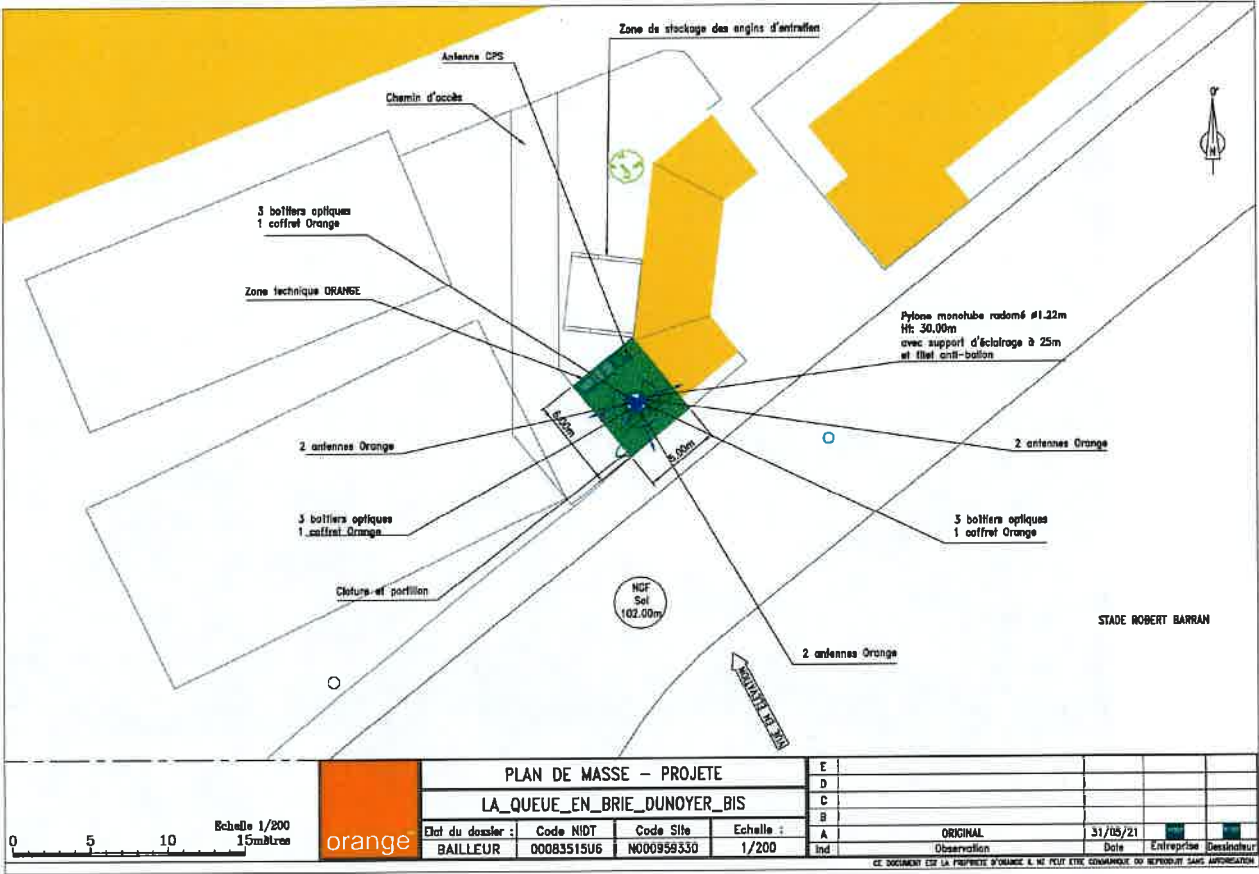 Zone de stockage des engins d'entretien
Antenne GPS
Chemin d'accès
0°
N
3 boîtiers optiques
1 coffret Orange
Zone technique ORANGE
Pylone monotube radomé ø1.22m
Ht: 30.00m
avec support d'éclairage à 25m
et filet anti-ballon
6.00m
5.00m
2 antennes Orange
2 antennes Orange
3 boîtiers optiques
1 coffret Orange
3 boîtiers optiques
1 coffret Orange
Cloture et portillon
NGF
Sol
102.00m
STADE ROBERT BARRAN
2 antennes Orange
VUE EN ELEVATION
Echelle 1/200
0 5 10 15mètres
orange
PLAN DE MASSE – PROJETE
LA_QUEUE_EN_BRIE_DUNOYER_BIS
Etat du dossier : Code NIDT Code Site Echelle :
BAILLEUR 00083515U6 N000959330 1/200
E
D
C
B
A ORIGINAL 31/05/21
Ind Observation Date Entreprise Dessinateur
CE DOCUMENT EST LA PROPRIETE D'ORANGE & NE PEUT ETRE COMMUNIQUE OU REPRODUIT SANS AUTORISATION